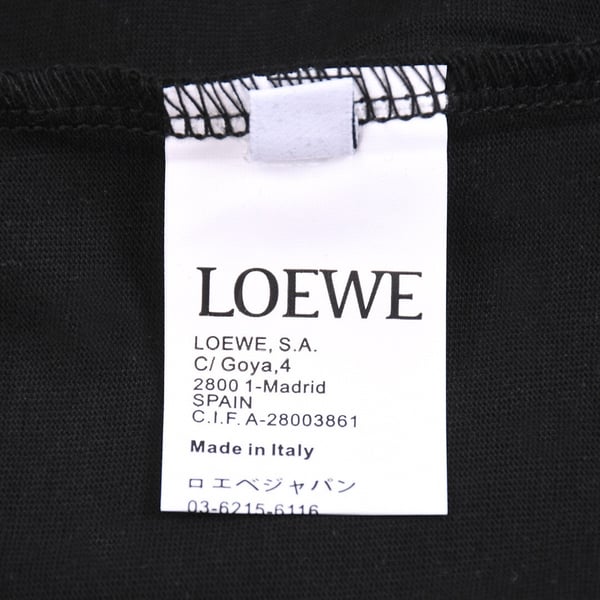 LOEWE
LOEWE, S.A.
C/ Goya,4
2800 1-Madrid
SPAIN
C.I.F. A-28003861
Made in Italy
ロエベジャパン
03-6215-6116